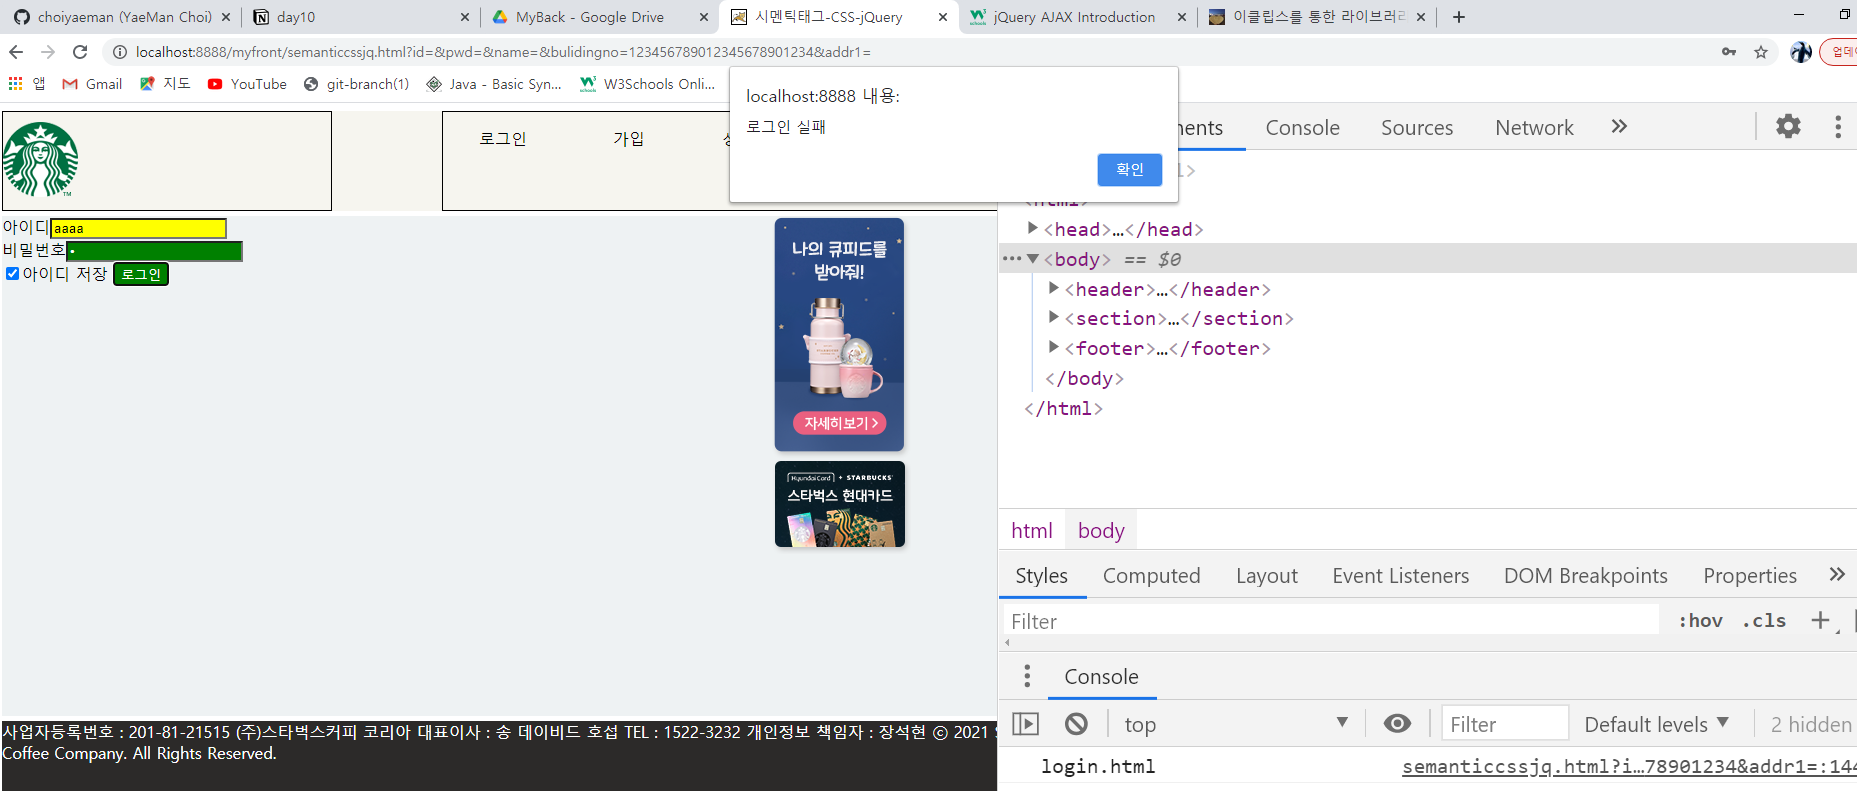 choiyaeman (YaeMan Choi)
day10
MyBack - Google Drive
시멘틱태그-CSS-jQuery
jQuery AJAX Introduction
이클립스를 통한 라이브러리
localhost:8888/myfront/semanticcssjq.html?id=&pwd=&name=&bulidingno=1234567890123456789012345678901234&addr1=
앱
Gmail
지도
YouTube
git-branch(1)
Java - Basic Syn...
W3Schools Onli...
localhost:8888 내용:
로그인 실패
확인
로그인
가입
아이디 aaaa
비밀번호
아이디 저장 로그인
나의 큐피드를
받아줘!
자세히보기 >
HyundaiCard + STARBUCKS
스타벅스 현대카드
사업자등록번호 : 201-81-21515 (주)스타벅스커피 코리아 대표이사 : 송 데이비드 호섭 TEL : 1522-3232 개인정보 책임자 : 장석현 ⓒ 2021 S
Coffee Company. All Rights Reserved.
nents
Console
Sources
Network
<html>
<head>…</head>
<body> == $0
<header>…</header>
<section>…</section>
<footer>…</footer>
</body>
</html>
html
body
Styles
Computed
Layout
Event Listeners
DOM Breakpoints
Properties
Filter
:hov
.cls
Console
top
Filter
Default levels
2 hidden
login.html
semanticcssjq.html?i…78901234&addr1=:144